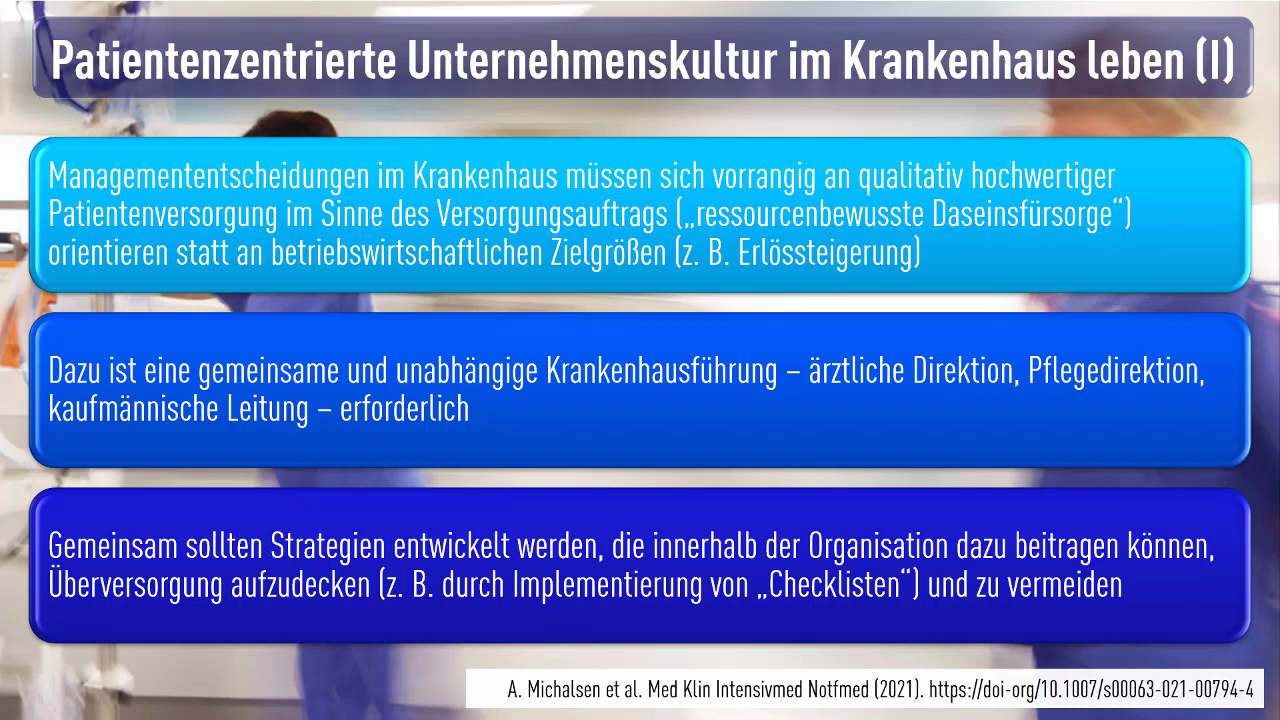 Patientenzentrierte Unternehmenskultur im Krankenhaus leben (I)
Managemententscheidungen im Krankenhaus müssen sich vorrangig an qualitativ hochwertiger
Patientenversorgung im Sinne des Versorgungsauftrags („ressourcenbewusste Daseinsfürsorge“)
orientieren statt an betriebswirtschaftlichen Zielgrößen (z. B. Erlössteigerung)
Dazu ist eine gemeinsame und unabhängige Krankenhausführung – ärztliche Direktion, Pflegedirektion,
kaufmännische Leitung – erforderlich
Gemeinsam sollten Strategien entwickelt werden, die innerhalb der Organisation dazu beitragen können,
Überversorgung aufzudecken (z. B. durch Implementierung von „Checklisten“) und zu vermeiden
A. Michalsen et al. Med Klin Intensivmed Notfmed (2021). https://doi-org/10.1007/s00063-021-00794-4